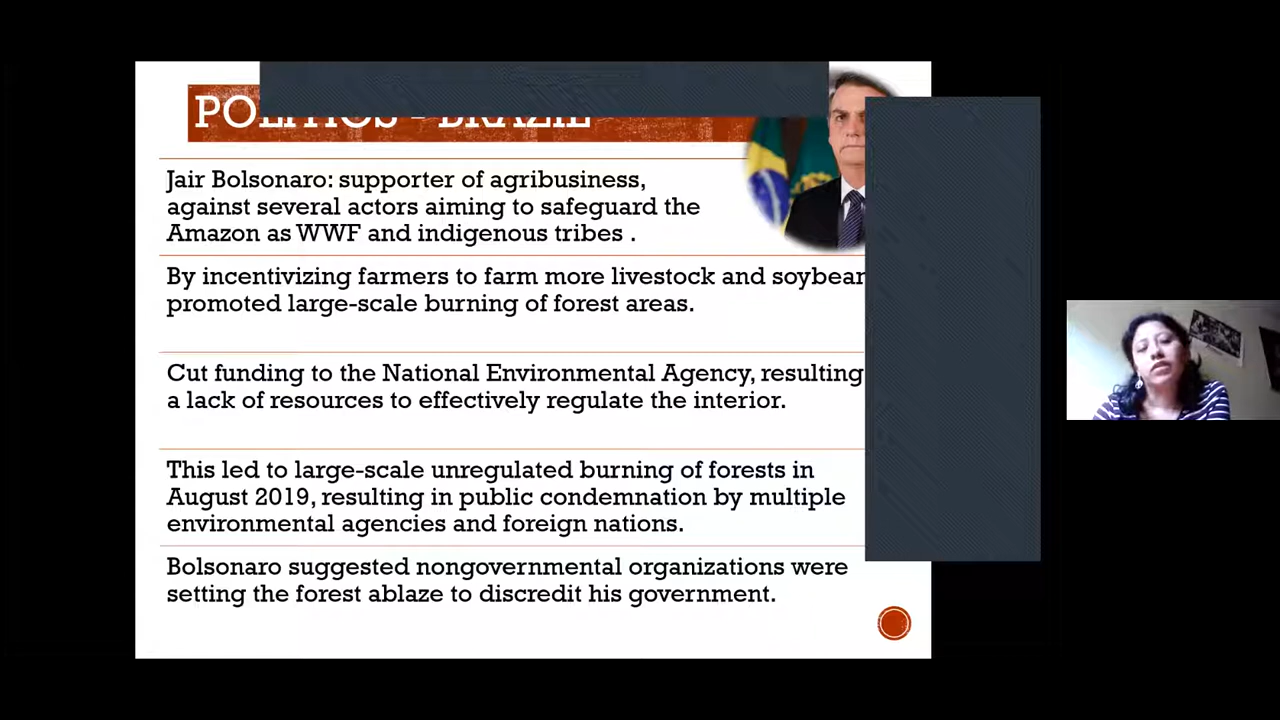 POLITICS - BRAZIL
Jair Bolsonaro: supporter of agribusiness,
against several actors aiming to safeguard the
Amazon as WWF and indigenous tribes .
By incentivizing farmers to farm more livestock and
promoted large-scale burning of forest areas.
Cut funding to the National Environmental Agency, resulting
a lack of resources to effectively regulate the interior.
This led to large-scale unregulated burning of forests in
August 2019, resulting in public condemnation by multiple
environmental agencies and foreign nations.
Bolsonaro suggested nongovernmental organizations were
setting the forest ablaze to discredit his government.